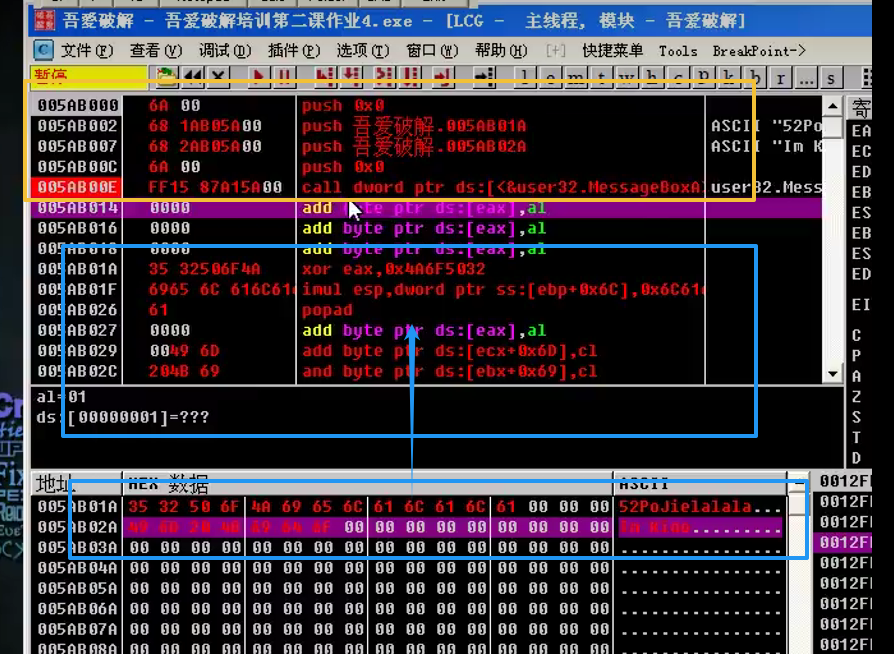 吾爱破解 - 吾爱破解培训第二课作业4.exe - [LCG - 主线程, 模块 - 吾爱破解]
文件(F) 查看(V) 调试(D) 插件(P) 选项(T) 窗口(W) 帮助(H) [+] 快捷菜单 Tools BreakPoint->
暂停 l e m t w h c P k b r ... s
005AB000 6A 00 push 0x0
005AB002 68 1AB05A00 push 吾爱破解.005AB01A ASCII "52Po
005AB007 68 2AB05A00 push 吾爱破解.005AB02A ASCII "Im K
005AB00C 6A 00 push 0x0
005AB00E FF15 87A15A00 call dword ptr ds:[<&user32.MessageBoxA user32.Mess
005AB014 0000 add byte ptr ds:[eax],al
005AB016 0000 add byte ptr ds:[eax],al
005AB018 0000 add byte ptr ds:[eax],al
005AB01A 35 32506F4A xor eax,0x4A6F5032
005AB01F 6965 6C 616C61 imul esp,dword ptr ss:[ebp+0x6C],0x6C61
005AB026 61 popad
005AB027 0000 add byte ptr ds:[eax],al
005AB029 0049 6D add byte ptr ds:[ecx+0x6D],cl
005AB02C 204B 69 and byte ptr ds:[ebx+0x69],cl
寄
EA
EC
ED
EB
ES
EB
ES
ED
EI
C
P
A
Z
S
T
D
al=01
ds:[00000001]=???
地址 HEX 数据 ASCII
005AB01A 35 32 50 6F 4A 69 65 6C 61 6C 61 6C 61 00 00 00 52PoJielalala...
005AB02A 49 6D 20 4B 69 6E 00 00 00 00 00 00 00 00 00
005AB03A 00 00 00 00 00 00 00 00 00 00 00 00 00 00 00 00 ................
005AB04A 00 00 00 00 00 00 00 00 00 00 00 00 00 00 00 00 ................
005AB05A 00 00 00 00 00 00 00 00 00 00 00 00 00 00 00 00 ................
005AB06A 00 00 00 00 00 00 00 00 00 00 00 00 00 00 00 00 ................
005AB07A 00 00 00 00 00 00 00 00 00 00 00 00 00 00 00 00 ................
005AB08A 00 00 00 00 00 00 00 00 00 00 00 00 00 00 00 00 ................
0012F
0012F
0012F
0012F
0012F
0012F
0012F
0012F
0012F